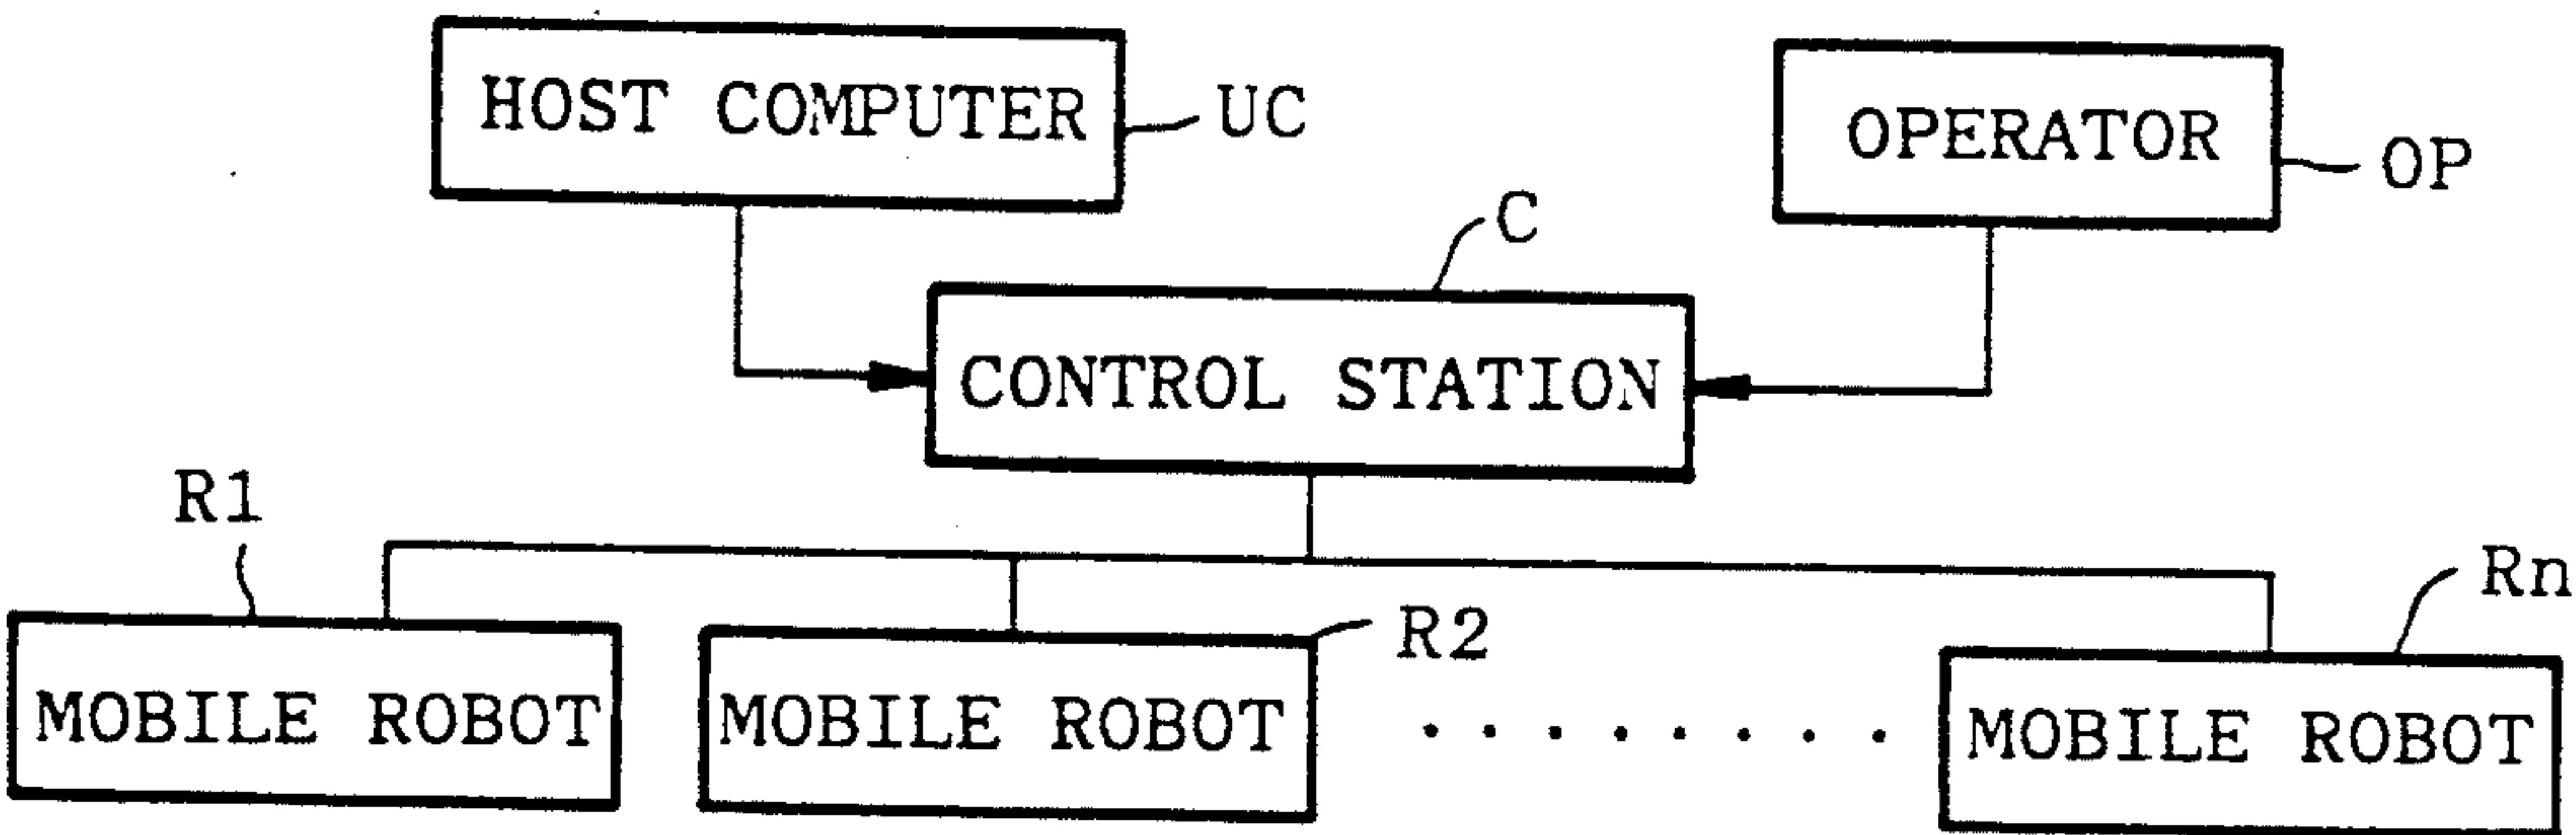 HOST COMPUTER
UC
OPERATOR
OP
C
CONTROL STATION
R1
Rn
R2
MOBILE ROBOT
MOBILE ROBOT
MOBILE ROBOT